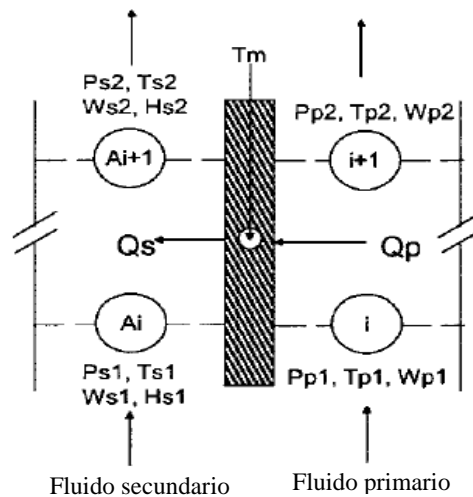 Ps2, Ts2
Ws2, Hs2
Tm
Pp2, Tp2, Wp2
Ai+1
i+1
Qs
Qp
Ai
i
Ps1, Ts1
Ws1, Hs1
Pp1, Tp1, Wp1
Fluido secundario
Fluido primario